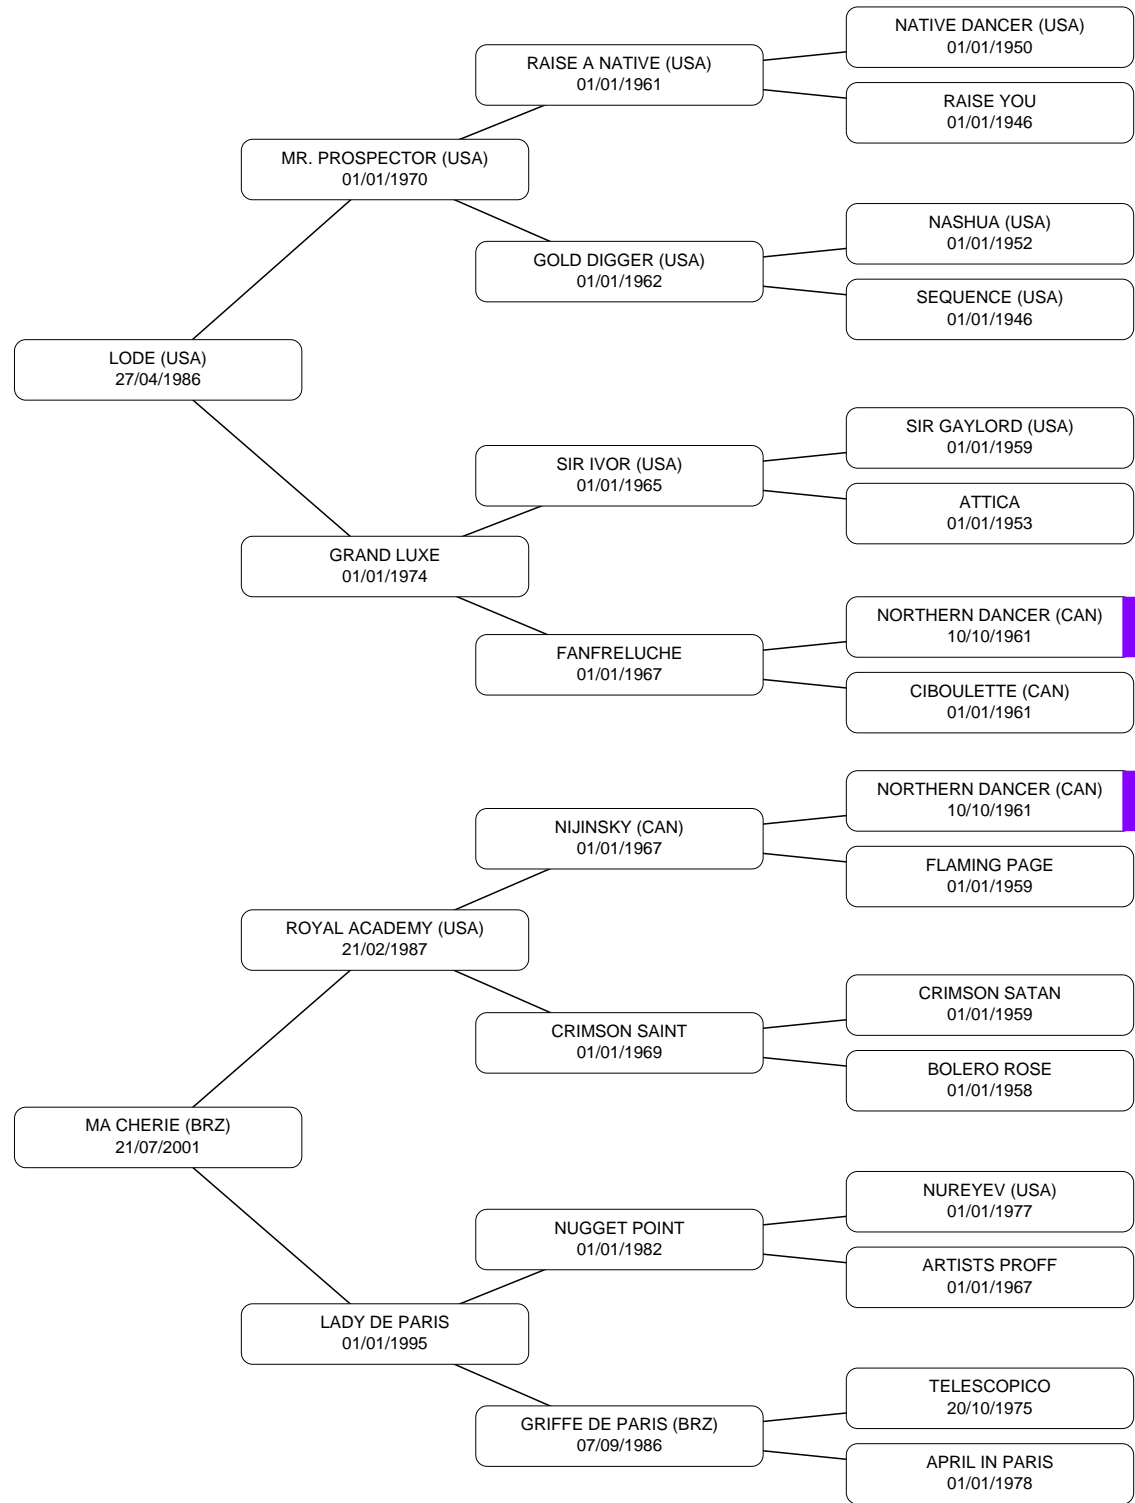 NATIVE DANCER (USA)
01/01/1950
RAISE A NATIVE (USA)
01/01/1961
RAISE YOU
01/01/1946
MR. PROSPECTOR (USA)
01/01/1970
NASHUA (USA)
01/01/1952
GOLD DIGGER (USA)
01/01/1962
SEQUENCE (USA)
01/01/1946
LODE (USA)
27/04/1986
SIR GAYLORD (USA)
01/01/1959
SIR IVOR (USA)
01/01/1965
ATTICA
01/01/1953
GRAND LUXE
01/01/1974
NORTHERN DANCER (CAN)
10/10/1961
FANFRELUCHE
01/01/1967
CIBOULETTE (CAN)
01/01/1961
NORTHERN DANCER (CAN)
10/10/1961
NIJINSKY (CAN)
01/01/1967
FLAMING PAGE
01/01/1959
ROYAL ACADEMY (USA)
21/02/1987
CRIMSON SATAN
01/01/1959
CRIMSON SAINT
01/01/1969
BOLERO ROSE
01/01/1958
MA CHERIE (BRZ)
21/07/2001
NUREYEV (USA)
01/01/1977
NUGGET POINT
01/01/1982
ARTISTS PROFF
01/01/1967
LADY DE PARIS
01/01/1995
TELESCOPICO
20/10/1975
GRIFFE DE PARIS (BRZ)
07/09/1986
APRIL IN PARIS
01/01/1978